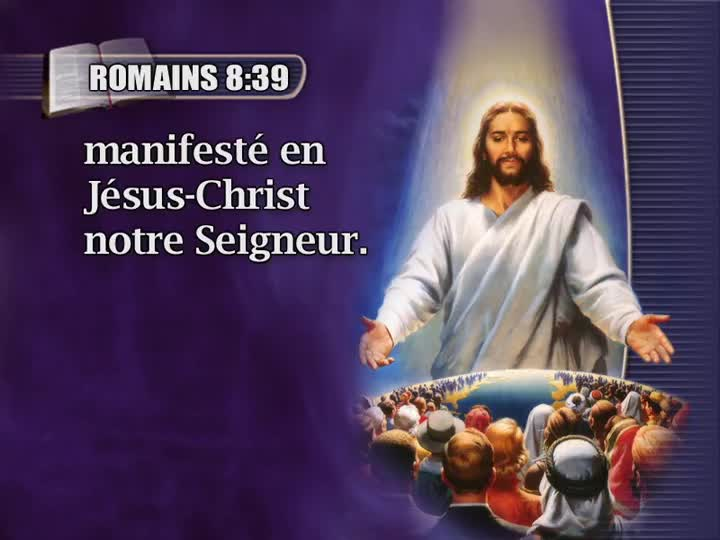 ROMAINS 8:39
manifesté en
Jésus-Christ
notre Seigneur.